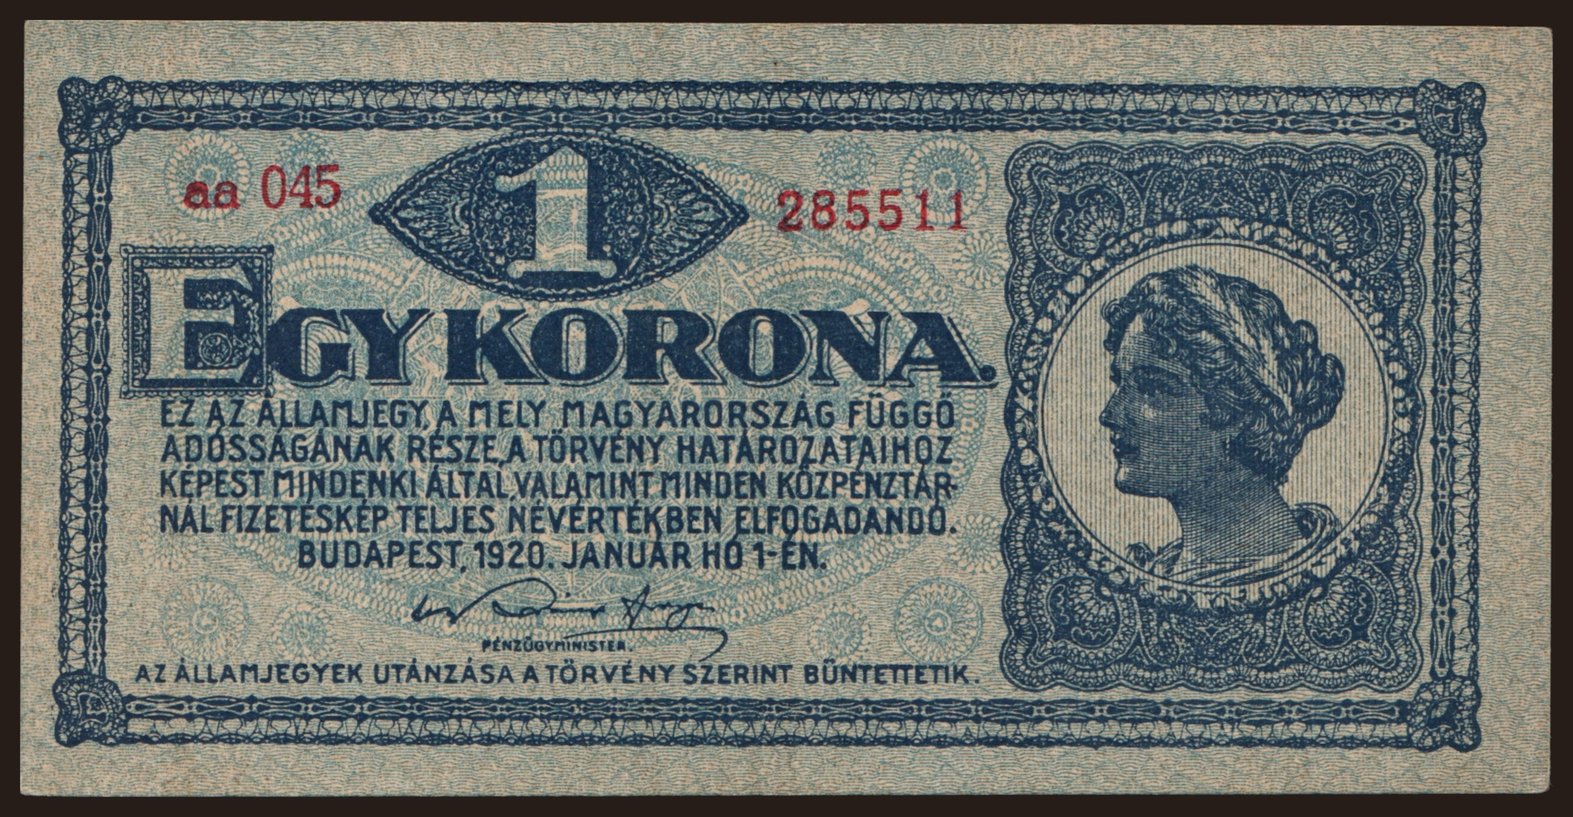 aa 045
1
285511
EGY KORONA.
EZ AZ ÁLLAMJEGY, A MELY MAGYARORSZÁG FÜGGŐ
ADÓSSÁGÁNAK RÉSZE, A TÖRVÉNY HATÁROZATAIHOZ
KÉPEST MINDENKI ÁLTAL, VALAMINT MINDEN KÖZPÉNZTÁR-
NÁL FIZETÉSKÉP TELJES NÉVÉRTÉKBEN ELFOGADANDÓ.
BUDAPEST, 1920. JANUÁR HÓ 1-ÉN.
PÉNZÜGYMINISTER.
AZ ÁLLAMJEGYEK UTÁNZÁSA A TÖRVÉNY SZERINT BÜNTETTETIK.